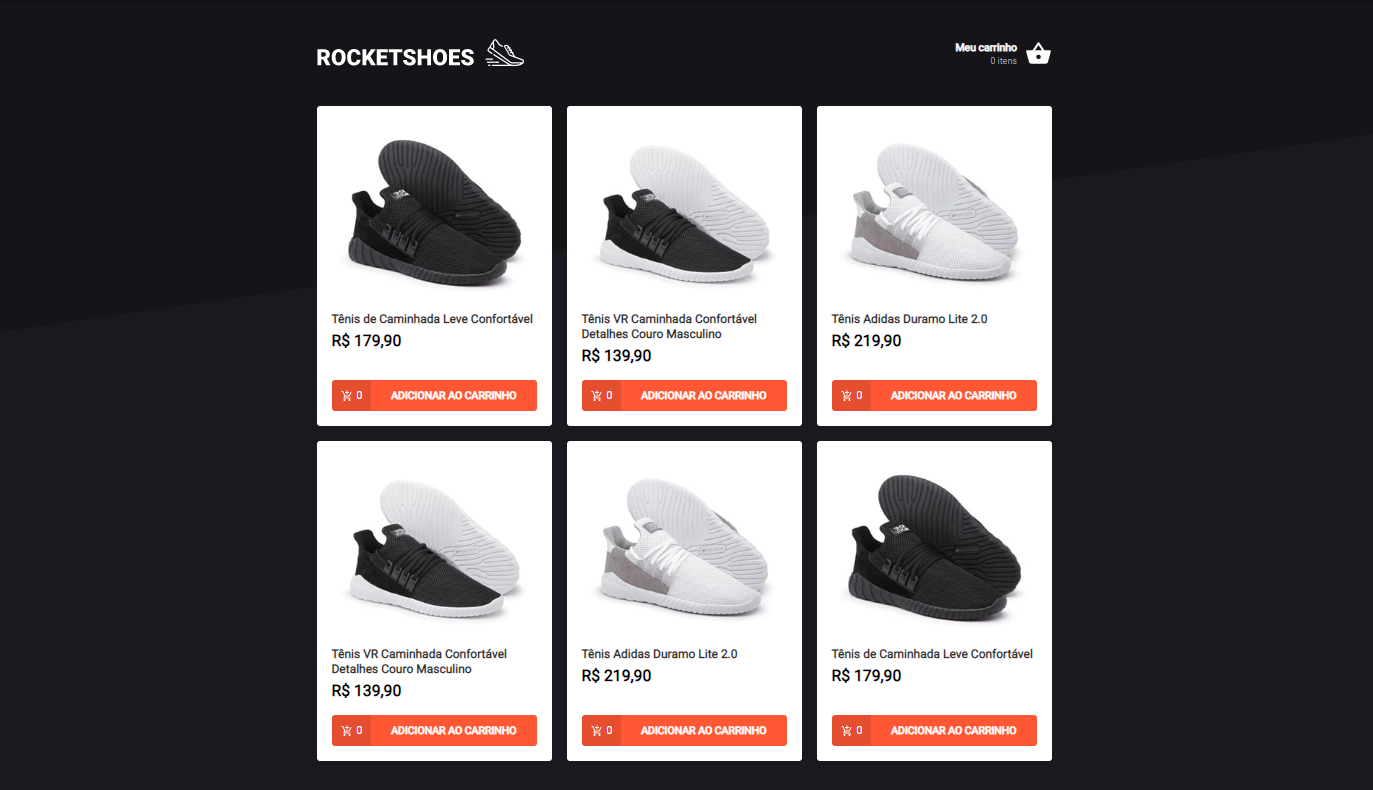 ROCKETSHOES
Meu carrinho
0 itens
Tênis de Caminhada Leve Confortável
R$ 179,90
0 ADICIONAR AO CARRINHO
Tênis VR Caminhada Confortável
Detalhes Couro Masculino
R$ 139,90
0 ADICIONAR AO CARRINHO
Tênis Adidas Duramo Lite 2.0
R$ 219,90
0 ADICIONAR AO CARRINHO
Tênis VR Caminhada Confortável
Detalhes Couro Masculino
R$ 139,90
0 ADICIONAR AO CARRINHO
Tênis Adidas Duramo Lite 2.0
R$ 219,90
0 ADICIONAR AO CARRINHO
Tênis de Caminhada Leve Confortável
R$ 179,90
0 ADICIONAR AO CARRINHO